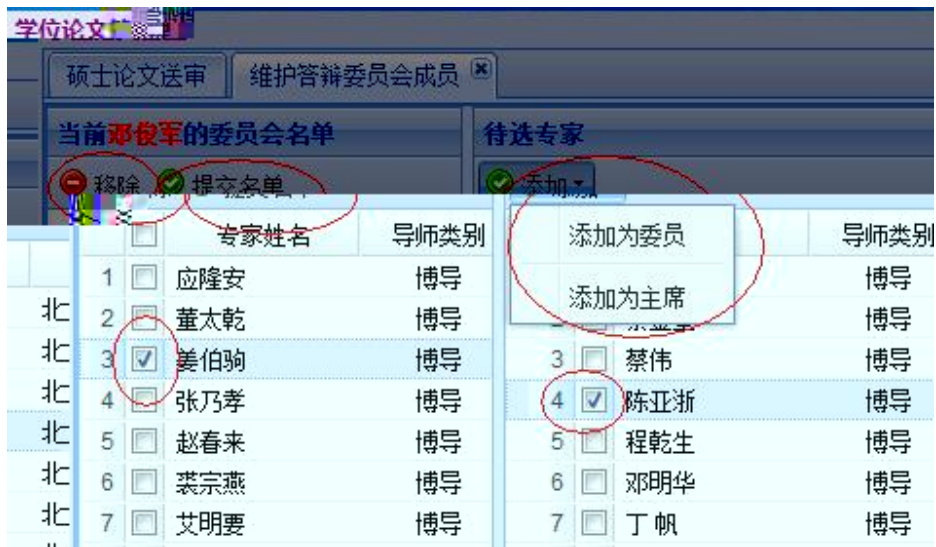 学位论文
硕士论文送审 维护答辩委员会成员
当前邓俊军的委员会名单 待选专家
移除 提交名单 添加
专家姓名 导师类别 添加为委员 导师类别
添加为主席
1 应隆安 博导 博导
北 2 董太乾 博导 博导
北 3 姜伯驹 博导 3 蔡伟 博导
北 4 张乃孝 博导 4 陈亚浙 博导
北 5 赵春来 博导 5 程乾生 博导
北 6 裘宗燕 博导 6 邓明华 博导
北 7 艾明要 博导 7 丁帆 博导